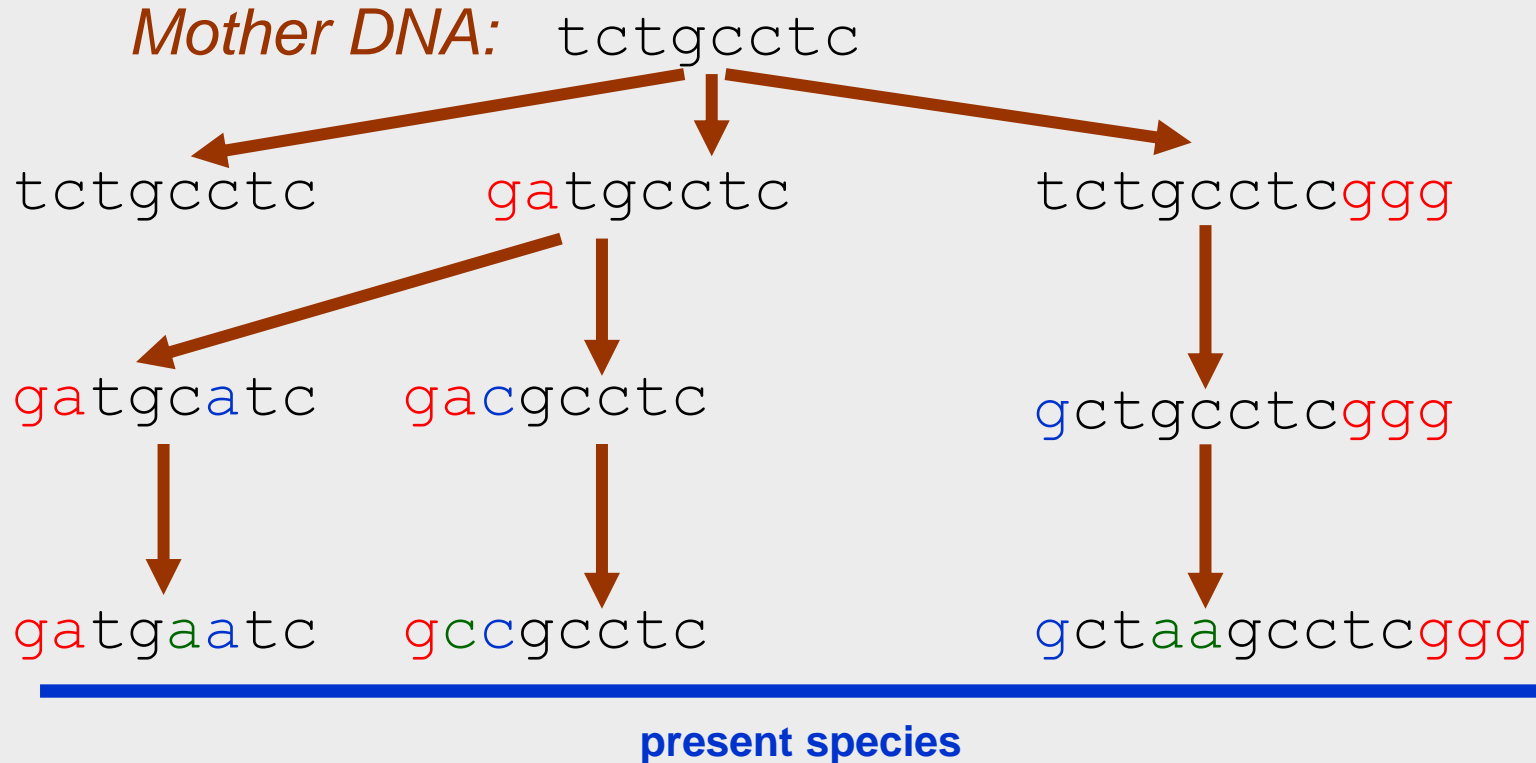 Mother DNA: tctgcctc
tctgcctc gatgcctc tctgcctcggg
gatgcatc gacgcctc gctgcctcggg
gatgaatc gccgcctc gctaagcctcggg
present species